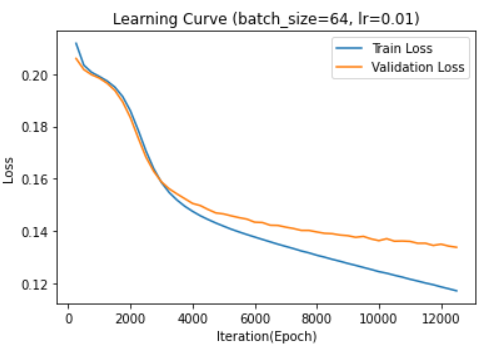 Learning Curve (batch_size=64, lr=0.01)
Train Loss
Validation Loss
0.20
0.18
0.16
0.14
0.12
Loss
0 2000 4000 6000 8000 10000 12000
Iteration(Epoch)